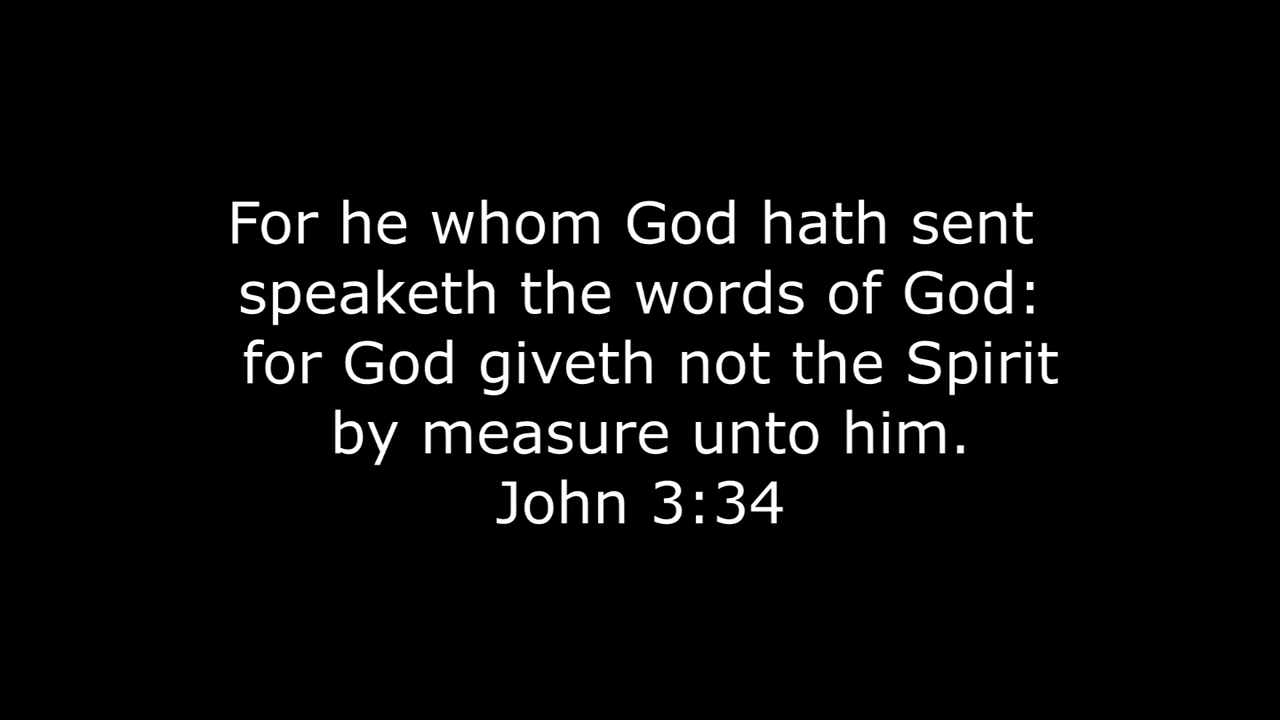 For he whom God hath sent
speaketh the words of God:
for God giveth not the Spirit
by measure unto him.
John 3:34